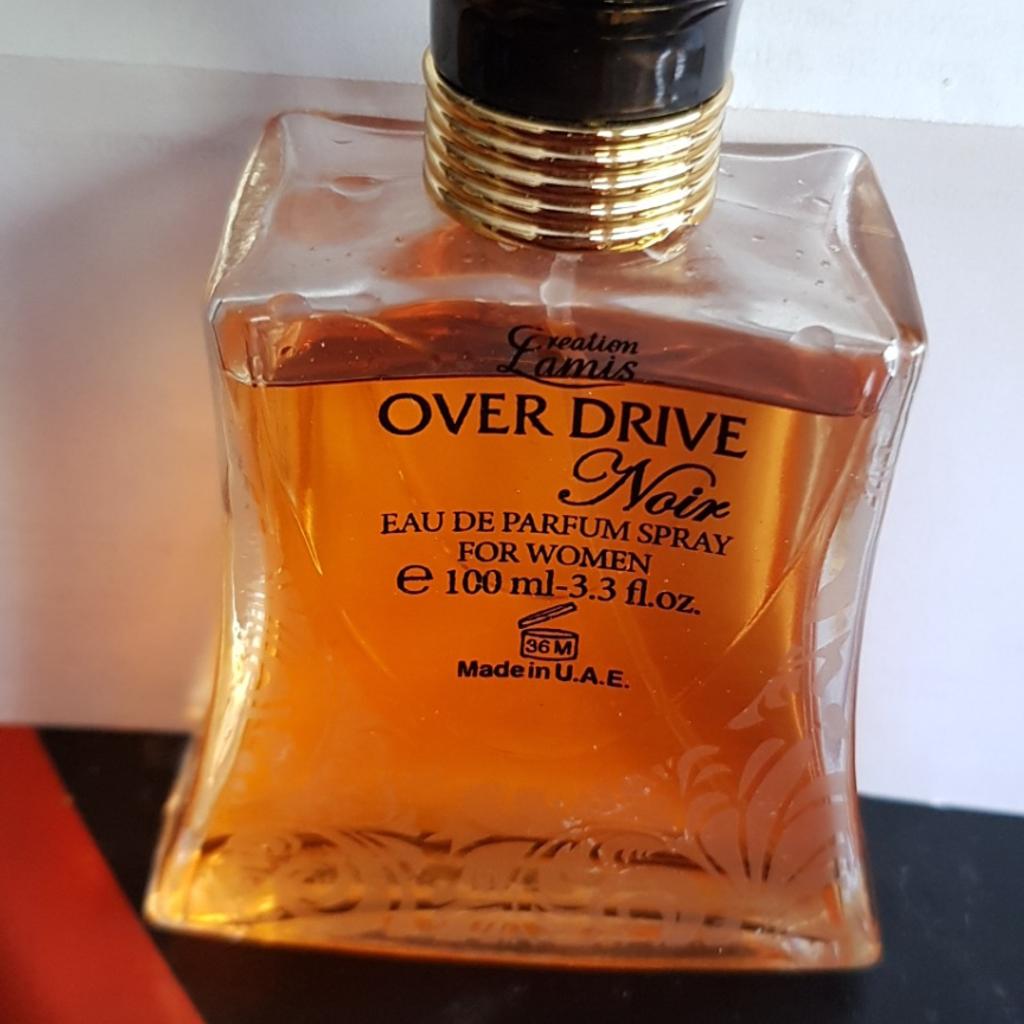 Creation
Lamis
OVER DRIVE
Noir
EAU DE PARFUM SPRAY
FOR WOMEN
e 100 ml-3.3 fl.oz.
36 M
Made in U.A.E.